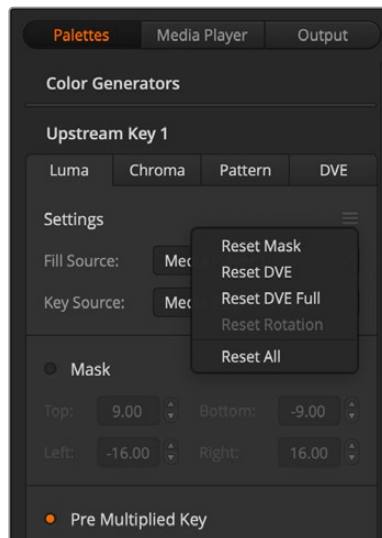 Palettes Media Player Output
Color Generators
Upstream Key 1
Luma Chroma Pattern DVE
Settings
Reset Mask
Reset DVE
Reset DVE Full
Reset Rotation
Reset All
Fill Source:
Key Source:
Mask
Top: 9.00 Bottom: -9.00
Left: -16.00 Right: 16.00
Pre Multiplied Key